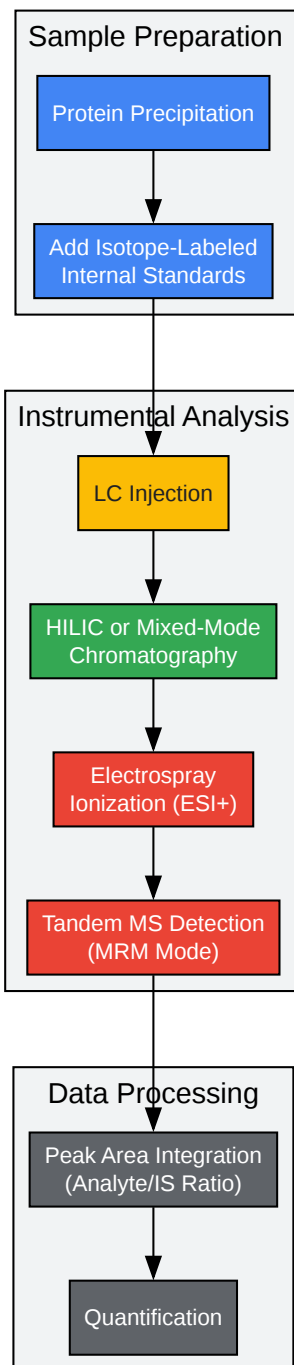 Sample Preparation
Protein Precipitation
Add Isotope-Labeled
Internal Standards
Instrumental Analysis
LC Injection
HILIC or Mixed-Mode
Chromatography
Electrospray
Ionization (ESI+)
Tandem MS Detection
(MRM Mode)
Data Processing
Peak Area Integration
(Analyte/IS Ratio)
Quantification